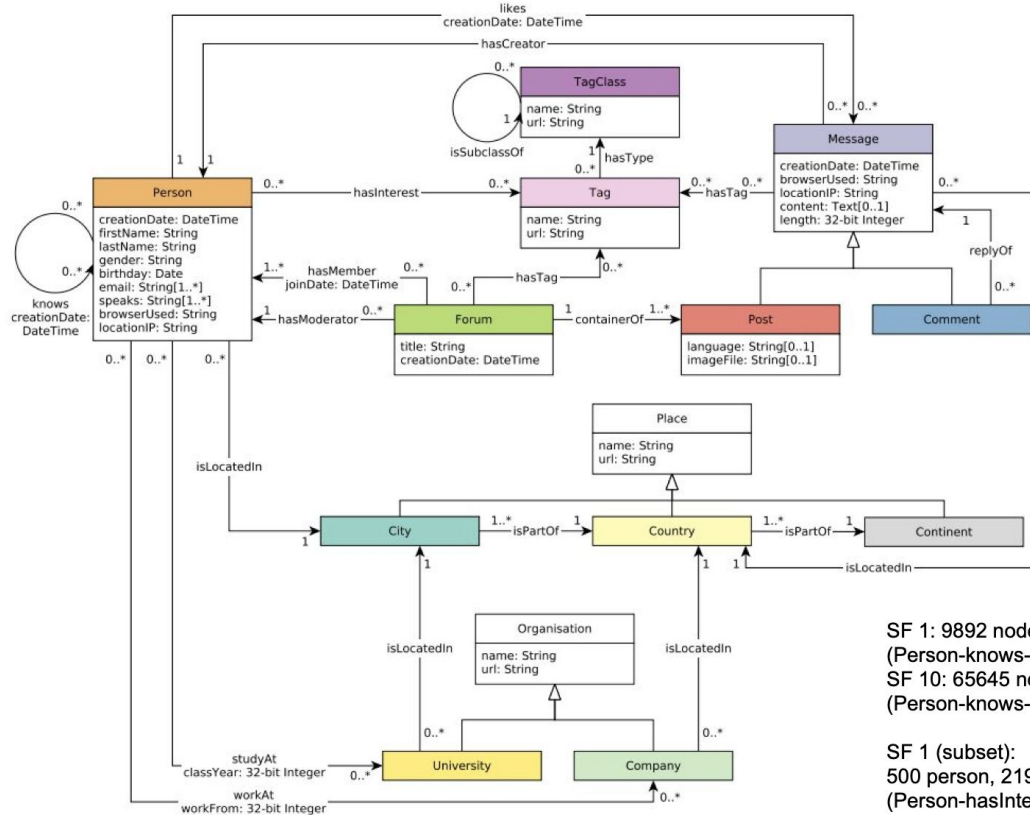 likes
creationDate: DateTime
hasCreator
0..*
TagClass
name: String
url: String
1
isSubclassOf
0..*
0..*
Message
creationDate: DateTime
browserUsed: String
locationIP: String
content: Text[0..1]
length: 32-bit Integer
1
hasType
0..*
1
1
Person
creationDate: DateTime
firstName: String
lastName: String
gender: String
birthday: Date
email: String[1..*]
speaks: String[1..*]
browserUsed: String
locationIP: String
0..*
hasInterest
0..*
Tag
name: String
url: String
0..*
hasTag
0..*
0..*
1
replyOf
0..*
0..*
0..*
knows
creationDate:
DateTime
1..*
hasMember
joinDate: DateTime
0..*
0..*
hasTag
0..*
1
hasModerator
0..*
Forum
title: String
creationDate: DateTime
1
containerOf
1..*
Post
language: String[0..1]
imageFile: String[0..1]
Comment
0..*
0..*
0..*
Place
name: String
url: String
isLocatedIn
1
City
1..*
isPartOf
1
Country
1..*
isPartOf
1
Continent
1
1
1
isLocatedIn
Organisation
name: String
url: String
isLocatedIn
isLocatedIn
0..*
0..*
studyAt
classYear: 32-bit Integer
0..*
University
Company
workAt
workFrom: 32-bit Integer
0..*
SF 1: 9892 node
(Person-knows-
SF 10: 65645 no
(Person-knows-
SF 1 (subset):
500 person, 219
(Person-hasInte